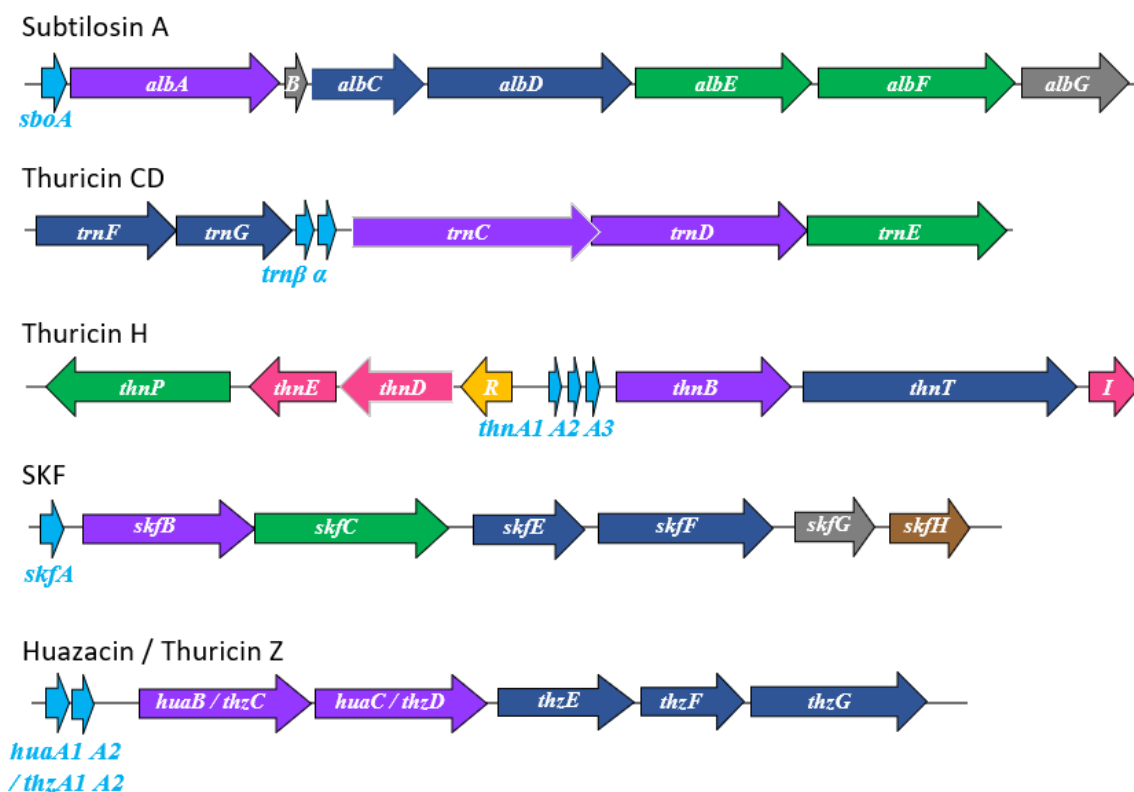 Subtilosin A
albA B albC albD albE albF albG
sboA
Thuricin CD
trnF trnG trnC trnD trnE
trnβ α
Thuricin H
thnP thnE thnD R thnB thnT I
thnA1 A2 A3
SKF
skfB skfC skfE skfF skfG skfH
skfA
Huazacin / Thuricin Z
huaB / thzC huaC / thzD thzE thzF thzG
huaA1 A2
/ thzA1 A2